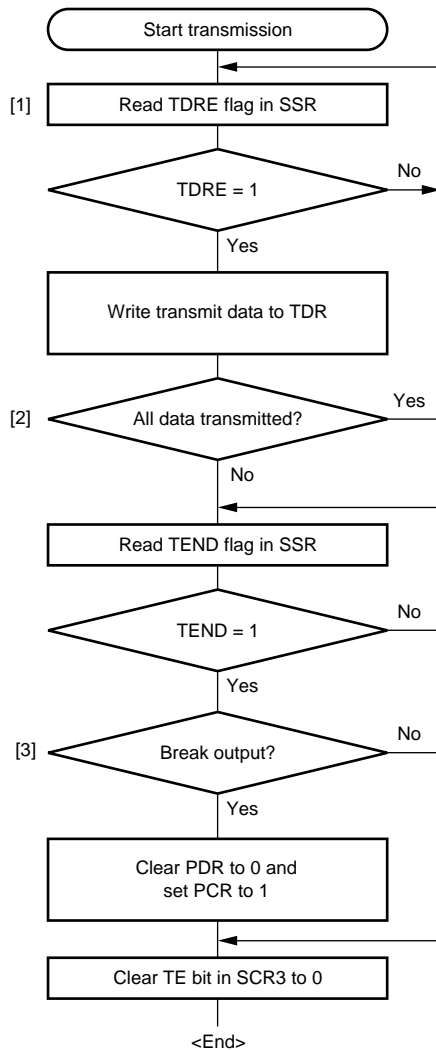 Start transmission
[1]
Read TDRE flag in SSR
TDRE = 1
No
Yes
Write transmit data to TDR
[2]
All data transmitted?
Yes
No
Read TEND flag in SSR
TEND = 1
No
Yes
[3]
Break output?
No
Yes
Clear PDR to 0 and
set PCR to 1
Clear TE bit in SCR3 to 0
<End>